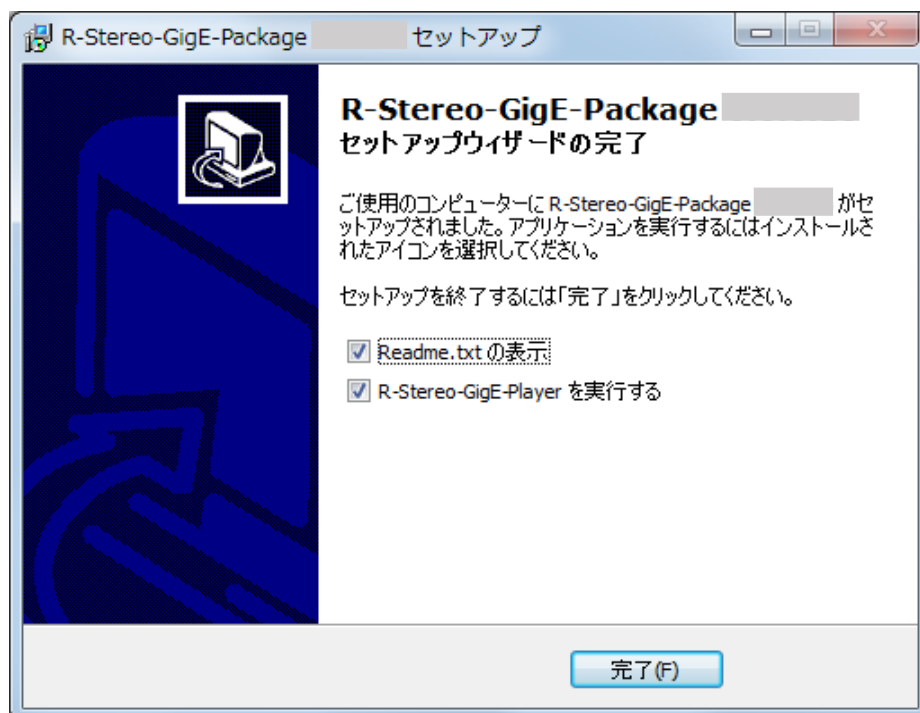 R-Stereo-GigE-Package セットアップ
R-Stereo-GigE-Package
セットアップウィザードの完了
ご使用のコンピューターに R-Stereo-GigE-Package がセ
ットアップされました。アプリケーションを実行するにはインストールさ
れたアイコンを選択してください。
セットアップを終了するには「完了」をクリックしてください。
Readme.txt の表示
R-Stereo-GigE-Player を実行する
完了(F)